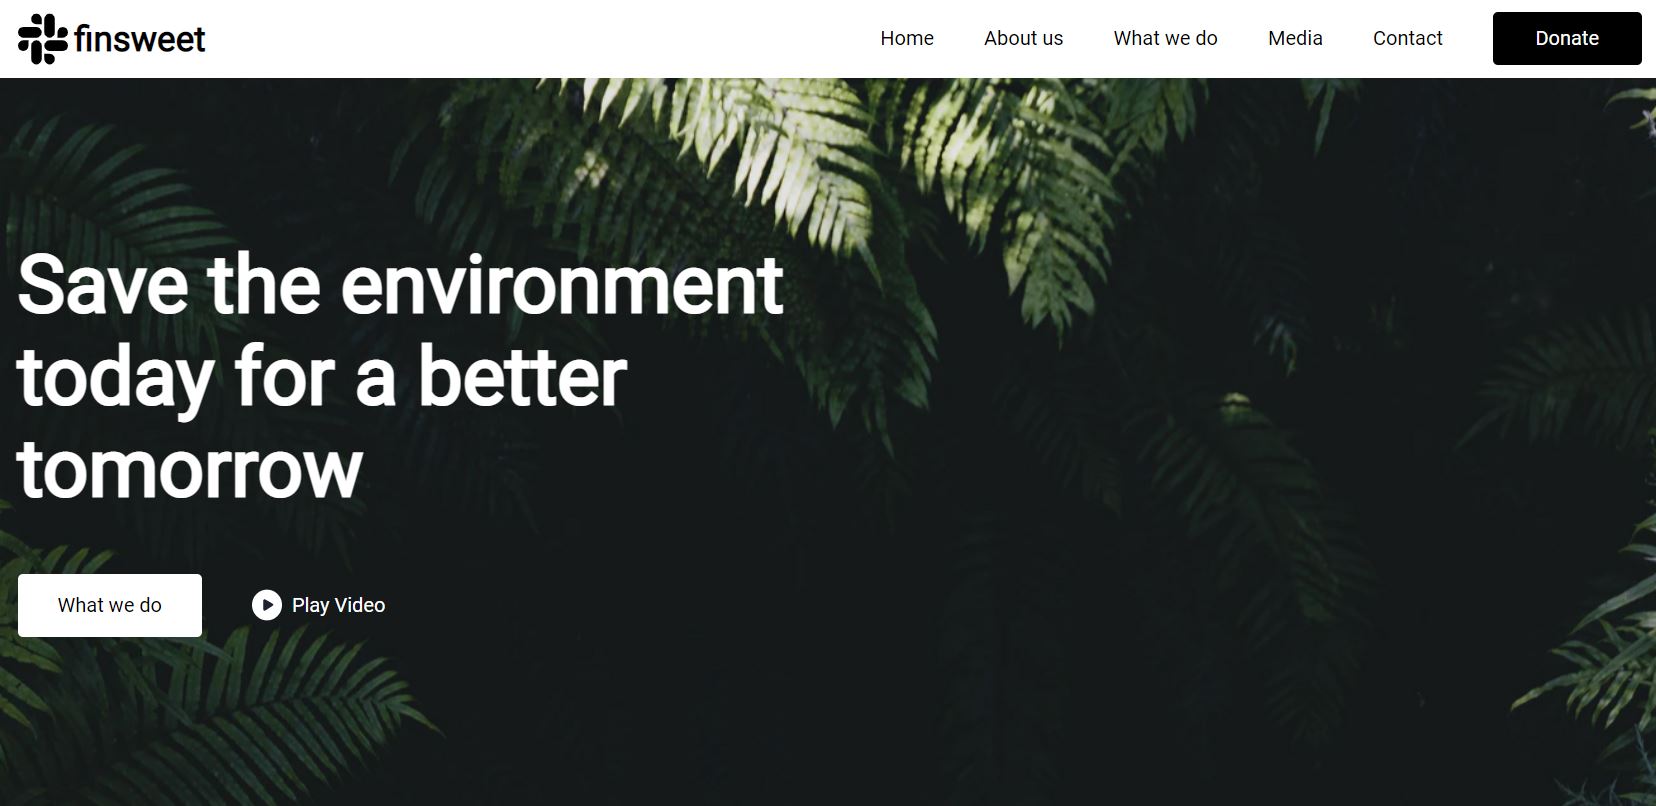 finsweet
Home About us What we do Media Contact Donate
Save the environment
today for a better
tomorrow
What we do Play Video